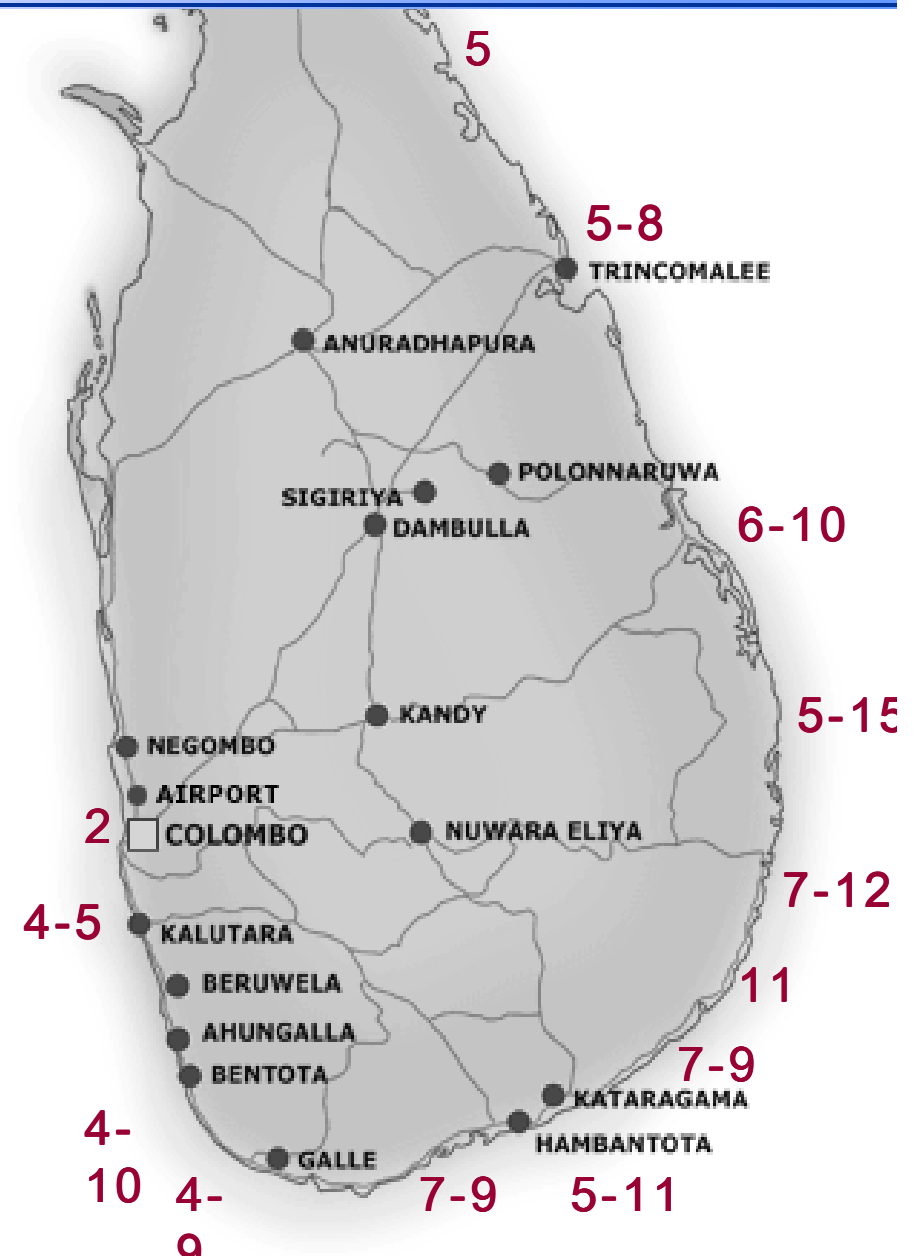 5
5-8
TRINCOMALEE
ANURADHAPURA
POLONNARUWA
SIGIRIYA
DAMBULLA
6-10
KANDY
5-15
NEGOMBO
AIRPORT
2
COLOMBO
NUWARA ELIYA
7-12
4-5
KALUTARA
BERUWELA
11
AHUNGALLA
BENTOTA
7-9
KATARAGAMA
HAMBANTOTA
4-
10
GALLE
4-
9
7-9
5-11